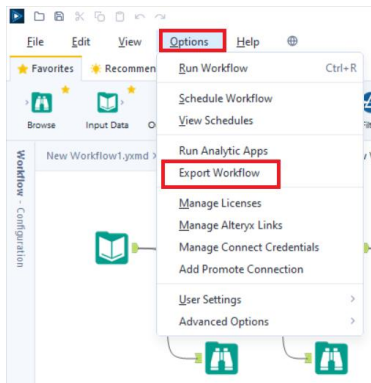 File Edit View Options Help
Favorites Recommen
Run Workflow Ctrl+R
Schedule Workflow
View Schedules
Browse Input Data
Run Analytic Apps
New Workflow1.yxmd
Export Workflow
Workflow - Configuration
Manage Licenses
Manage Alteryx Links
Manage Connect Credentials
Add Promote Connection
User Settings
Advanced Options